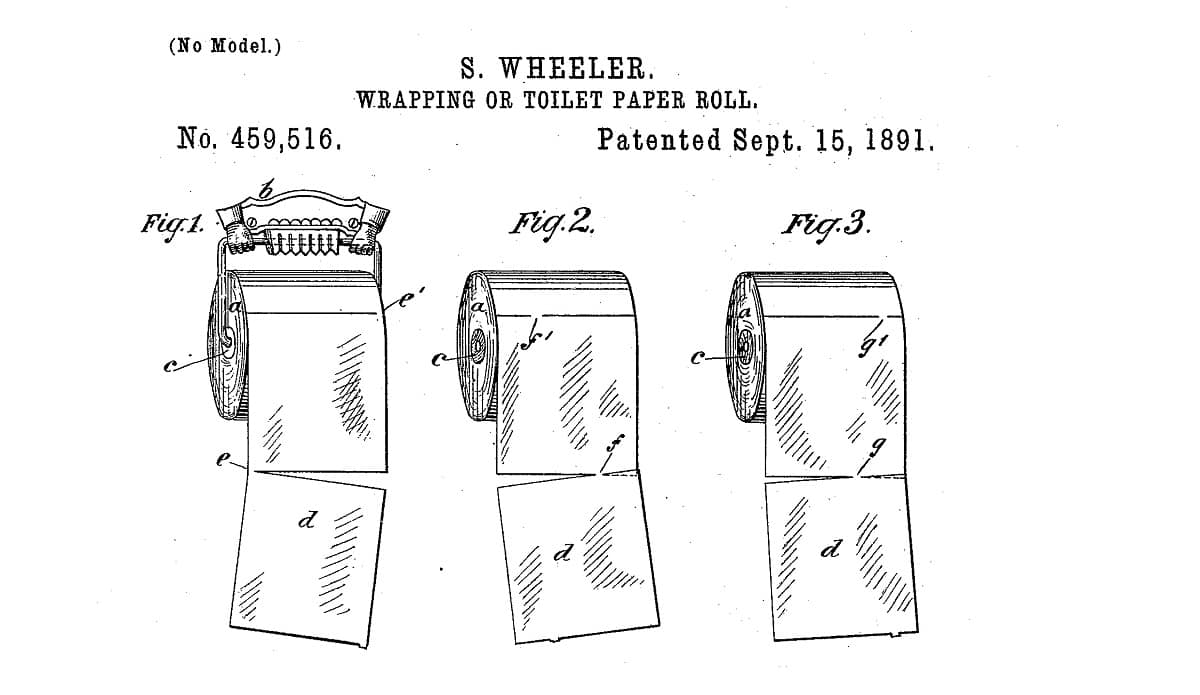 (No Model.)
S. WHEELER.
WRAPPING OR TOILET PAPER ROLL.
No. 459,516.
Patented Sept. 15, 1891.
Fig.1.
Fig.2.
Fig.3.
b
a
e'
c
e
d
a
f'
c
f
d
a
g'
c
g
d